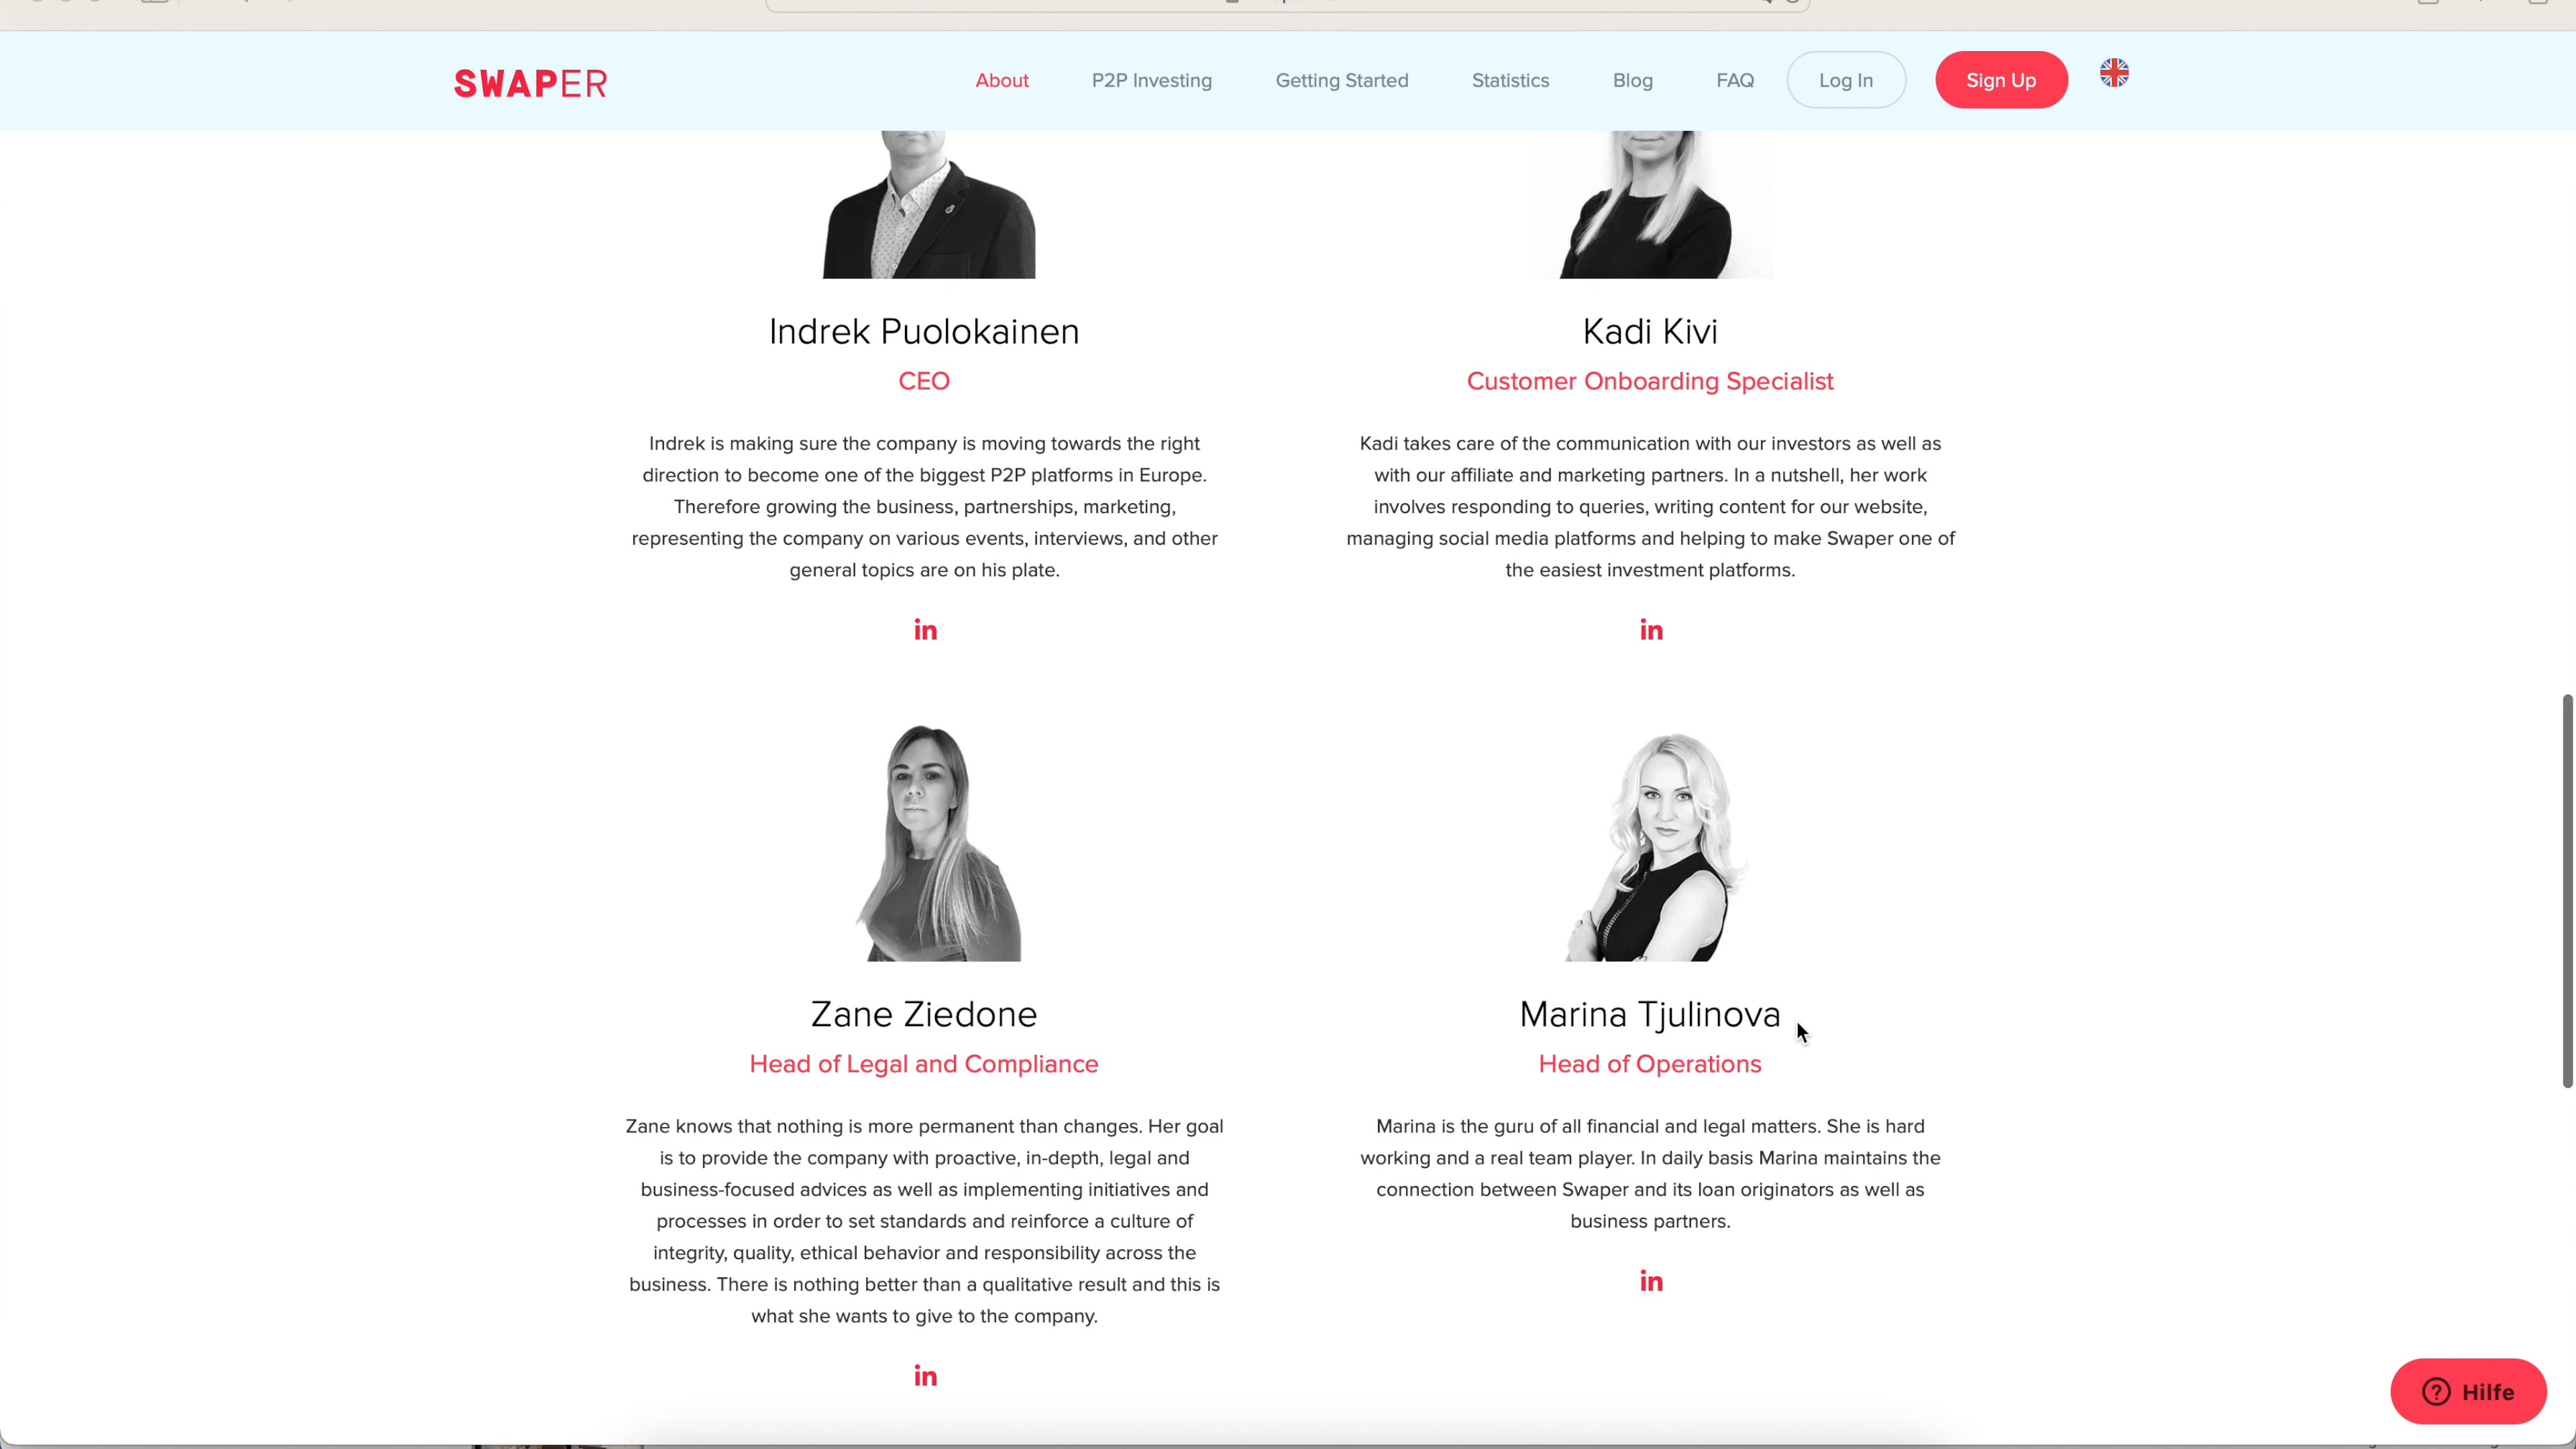 SWAPER
About P2P Investing Getting Started Statistics Blog FAQ Log In Sign Up
Indrek Puolokainen
CEO
Indrek is making sure the company is moving towards the right
direction to become one of the biggest P2P platforms in Europe.
Therefore growing the business, partnerships, marketing,
representing the company on various events, interviews, and other
general topics are on his plate.
in
Kadi Kivi
Customer Onboarding Specialist
Kadi takes care of the communication with our investors as well as
with our affiliate and marketing partners. In a nutshell, her work
involves responding to queries, writing content for our website,
managing social media platforms and helping to make Swaper one of
the easiest investment platforms.
in
Zane Ziedone
Head of Legal and Compliance
Zane knows that nothing is more permanent than changes. Her goal
is to provide the company with proactive, in-depth, legal and
business-focused advices as well as implementing initiatives and
processes in order to set standards and reinforce a culture of
integrity, quality, ethical behavior and responsibility across the
business. There is nothing better than a qualitative result and this is
what she wants to give to the company.
in
Marina Tjulinova
Head of Operations
Marina is the guru of all financial and legal matters. She is hard
working and a real team player. In daily basis Marina maintains the
connection between Swaper and its loan originators as well as
business partners.
in
? Hilfe